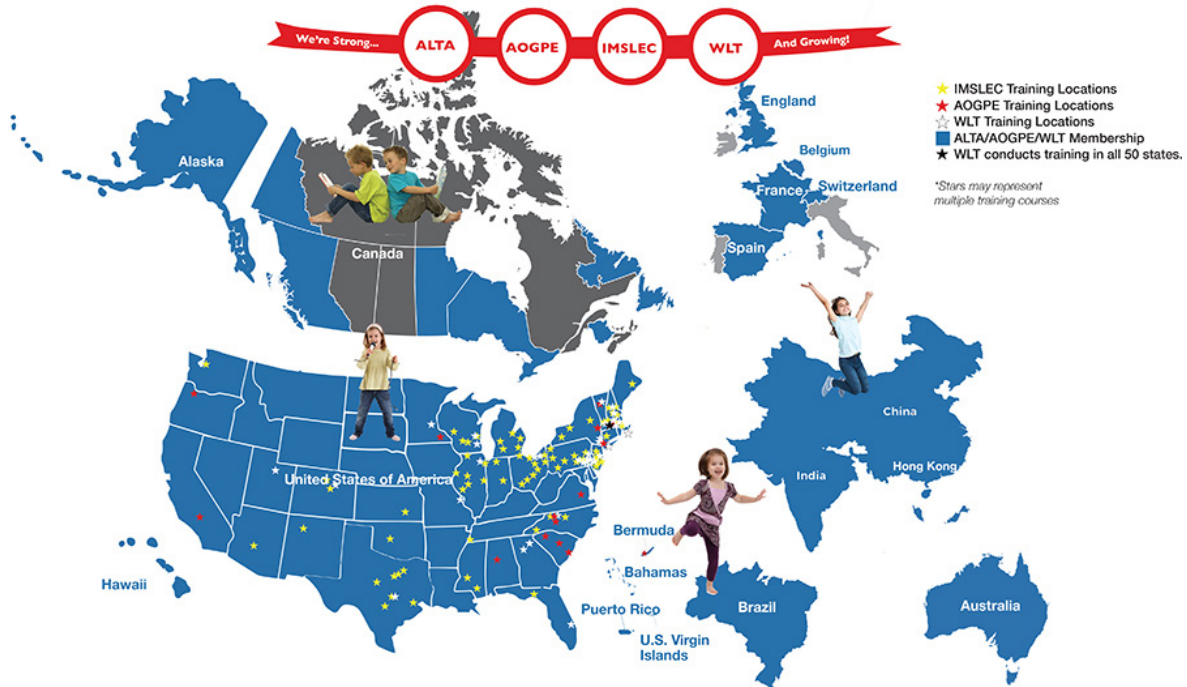 We're Strong...
ALTA
AOGPE
IMSLEC
WLT
And Growing!
IMSLEC Training Locations
AOGPE Training Locations
WLT Training Locations
ALTA/AOGPE/WLT Membership
WLT conducts training in all 50 states.
*Stars may represent
multiple training courses
England
Belgium
France
Switzerland
Spain
Alaska
Canada
China
India
Hong Kong
United States of America
Hawaii
Bermuda
Bahamas
Puerto Rico
U.S. Virgin
Islands
Brazil
Australia